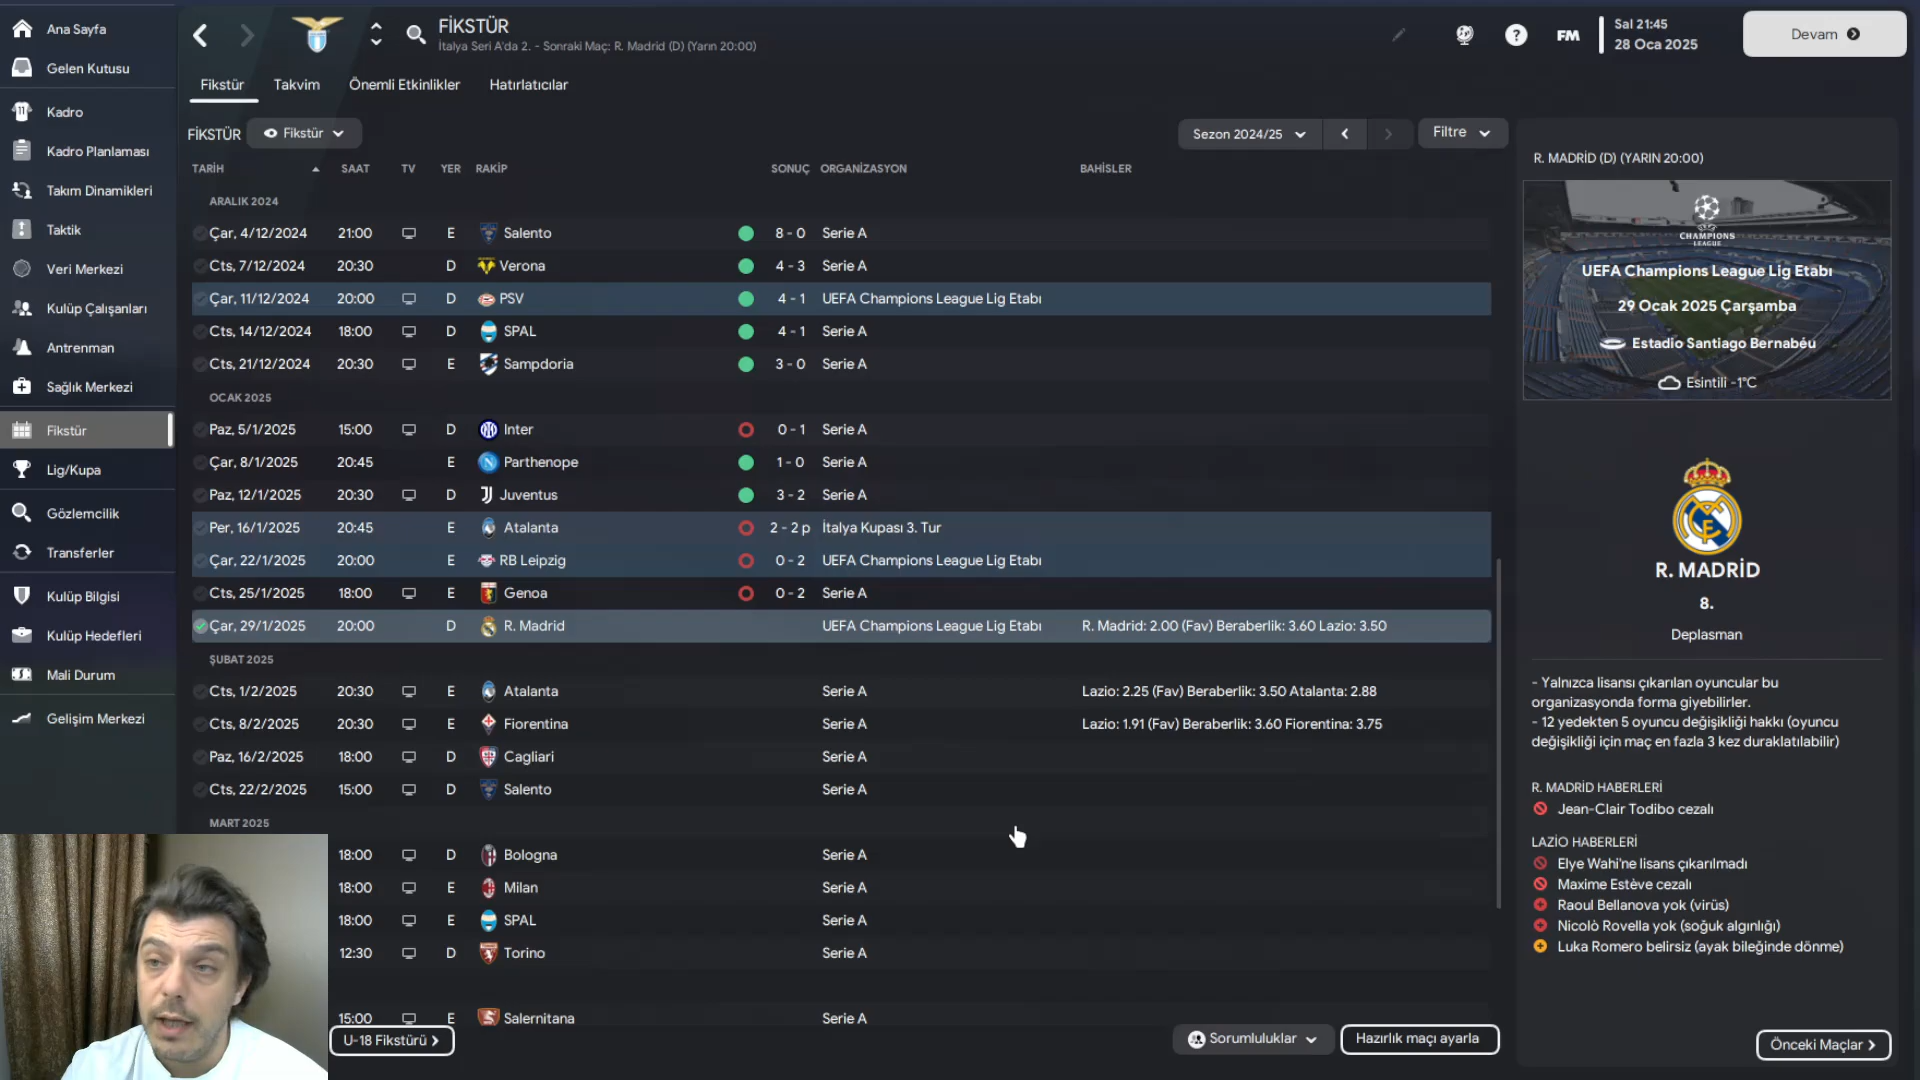 Ana Sayfa
Gelen Kutusu
Kadro
Kadro Planlaması
Takım Dinamikleri
Taktik
Veri Merkezi
Kulüp Çalışanları
Antrenman
Sağlık Merkezi
Fikstür
Lig/Kupa
Gözlemcilik
Transferler
Kulüp Bilgisi
Kulüp Hedefleri
Mali Durum
Gelişim Merkezi
FİKSTÜR
İtalya Seri A'da 2. - Sonraki Maç: R. Madrid (D) (Yarın 20:00)
FM
Sal 21:45
28 Oca 2025
Devam
Fikstür Takvim Önemli Etkinlikler Hatırlatıcılar
FİKSTÜR Fikstür Sezon 2024/25 Filtre
TARİH SAAT TV YER RAKİP SONUÇ ORGANİZASYON BAHİSLER
ARALIK 2024
Çar, 4/12/2024 21:00 E Salento 8 - 0 Serie A
Cts, 7/12/2024 20:30 D Verona 4 - 3 Serie A
Çar, 11/12/2024 20:00 D PSV 4 - 1 UEFA Champions League Lig Etabı
Cts, 14/12/2024 18:00 D SPAL 4 - 1 Serie A
Cts, 21/12/2024 20:30 E Sampdoria 3 - 0 Serie A
OCAK 2025
Paz, 5/1/2025 15:00 D Inter 0 - 1 Serie A
Çar, 8/1/2025 20:45 E Parthenope 1 - 0 Serie A
Paz, 12/1/2025 20:30 D Juventus 3 - 2 Serie A
Per, 16/1/2025 20:45 E Atalanta 2 - 2 p İtalya Kupası 3. Tur
Çar, 22/1/2025 20:00 E RB Leipzig 0 - 2 UEFA Champions League Lig Etabı
Cts, 25/1/2025 18:00 E Genoa 0 - 2 Serie A
Çar, 29/1/2025 20:00 D R. Madrid UEFA Champions League Lig Etabı R. Madrid: 2.00 (Fav) Beraberlik: 3.60 Lazio: 3.50
ŞUBAT 2025
Cts, 1/2/2025 20:30 E Atalanta Serie A Lazio: 2.25 (Fav) Beraberlik: 3.50 Atalanta: 2.88
Cts, 8/2/2025 20:30 E Fiorentina Serie A Lazio: 1.91 (Fav) Beraberlik: 3.60 Fiorentina: 3.75
Paz, 16/2/2025 18:00 D Cagliari Serie A
Cts, 22/2/2025 15:00 D Salento Serie A
MART 2025
18:00 D Bologna Serie A
18:00 E Milan Serie A
18:00 E SPAL Serie A
12:30 D Torino Serie A
15:00 E Salernitana Serie A
U-18 Fikstürü
Sorumluluklar
Hazırlık maçı ayarla
R. MADRİD (D) (YARIN 20:00)
CHAMPIONS
LEAGUE
UEFA Champions League Lig Etabı
29 Ocak 2025 Çarşamba
Estadio Santiago Bernabéu
Esintili -1°C
R. MADRİD
8.
Deplasman
- Yalnızca lisansı çıkarılan oyuncular bu
organizasyonda forma giyebilirler.
- 12 yedekten 5 oyuncu değişikliği hakkı (oyuncu
değişikliği için maç en fazla 3 kez duraklatılabilir)
R. MADRİD HABERLERİ
Jean-Clair Todibo cezalı
LAZİO HABERLERİ
Elye Wahi'ne lisans çıkarılmadı
Maxime Estève cezalı
Raoul Bellanova yok (virüs)
Nicolò Rovella yok (soğuk algınlığı)
Luka Romero belirsiz (ayak bileğinde dönme)
Önceki Maçlar